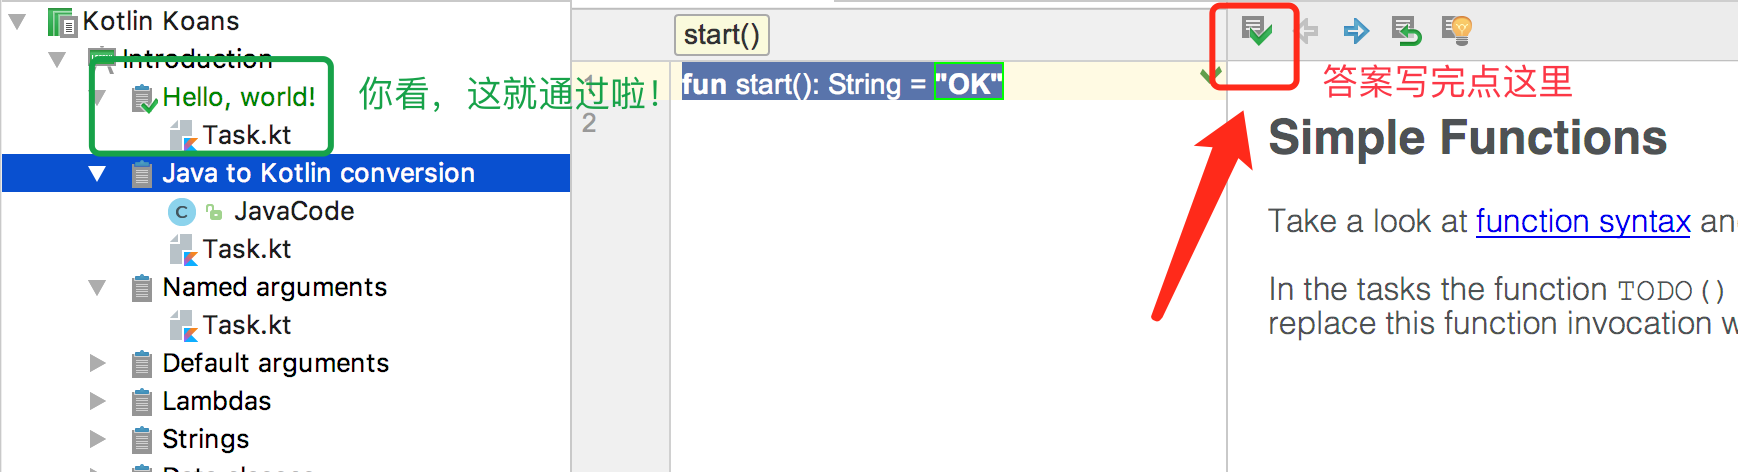 Kotlin Koans
Introduction
Hello, world!
Task.kt
Java to Kotlin conversion
JavaCode
Task.kt
Named arguments
Task.kt
Default arguments
Lambdas
Strings
你看，这就通过啦！
start()
1
fun start(): String = "OK"
2
答案写完点这里
Simple Functions
Take a look at function syntax an
In the tasks the function TODO()
replace this function invocation w